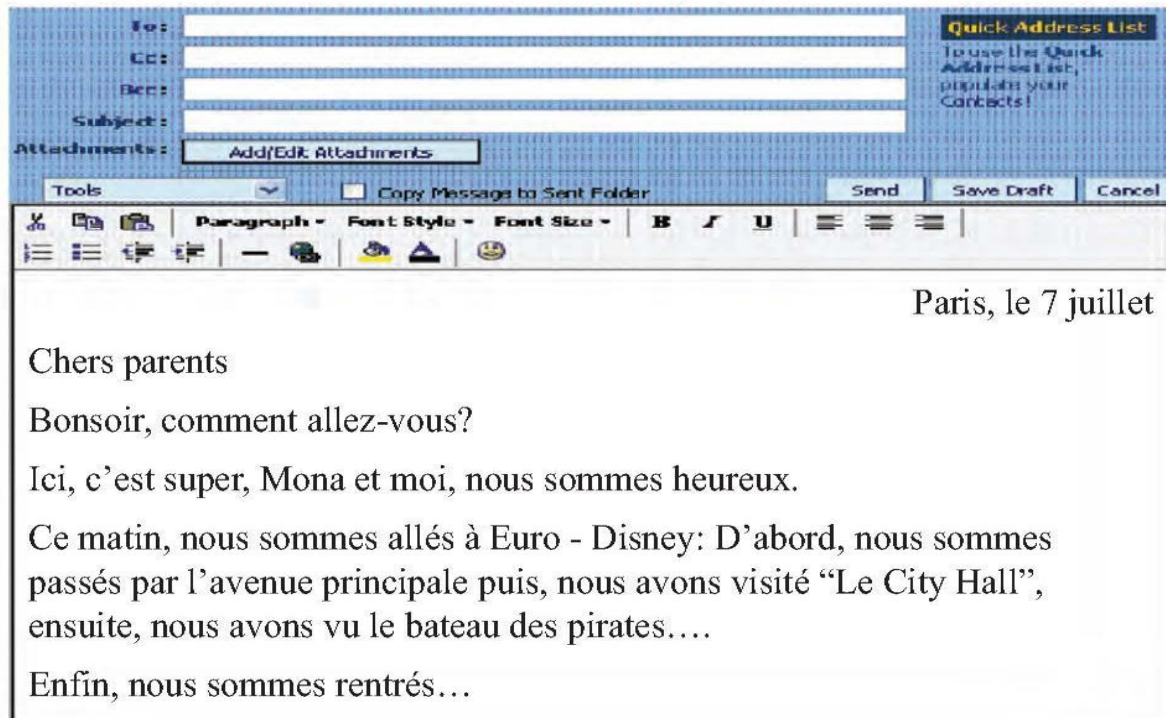 To:
Quick Address List
Cc:
To use the Quick
Address List,
populate your
Contacts!
Bcc:
Subject:
Attachments: Add/Edit Attachments
Tools Copy Message to Sent Folder Send Save Draft Cancel
Paragraph Font Style Font Size B I U
A
Paris, le 7 juillet
Chers parents
Bonsoir, comment allez-vous?
Ici, c’est super, Mona et moi, nous sommes heureux.
Ce matin, nous sommes allés à Euro - Disney: D’abord, nous sommes
passés par l’avenue principale puis, nous avons visité “Le City Hall”,
ensuite, nous avons vu le bateau des pirates….
Enfin, nous sommes rentrés…